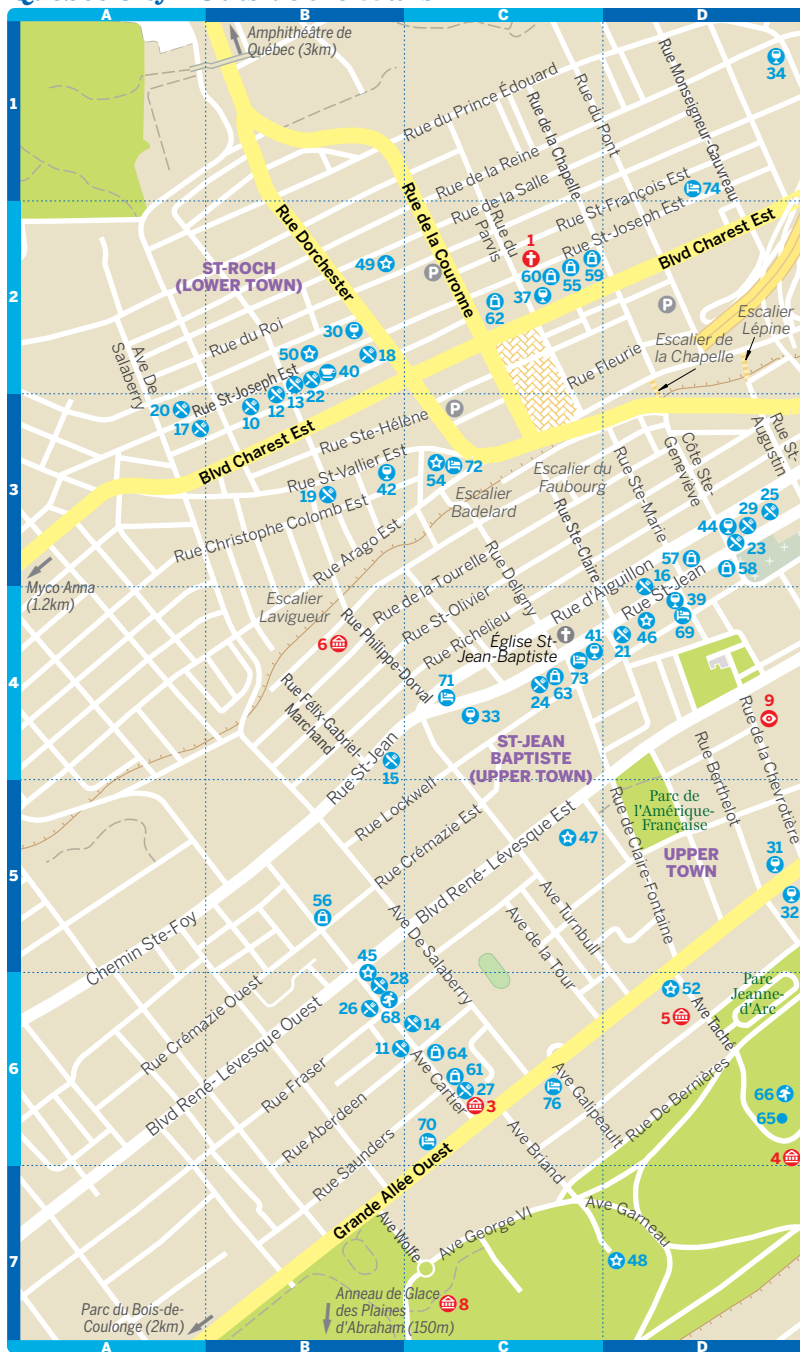 A
B
C
D
Amphithéâtre de
Québec (3km)
34
1
Rue du Prince Édouard
Rue Monseigneur-Gauvreau
Rue du Pont
Rue de la Chapelle
Rue de la Reine
Rue de la Salle
Rue du
Parvis
Rue St-François Est
74
Rue St-Joseph Est
Rue Dorchester
Rue de la Couronne
1
Blvd Charest Est
49
ST-ROCH
(LOWER TOWN)
P
60
55
59
2
62
37
P
Escalier
Lépine
30
Escalier de
la Chapelle
Rue du Roi
50
18
Ave De
Salaberry
Rue Fleurie
40
22
13
12
10
Rue St-Joseph Est
20
17
P
Blvd Charest Est
Rue Ste-Hélène
Rue St-
Augustin
Côte Ste-
Geneviève
Rue Ste-Marie
Rue St-Vallier Est
54
72
42
19
3
Escalier du
Faubourg
Escalier
Badelard
25
29
44
23
Rue Christophe Colomb Est
Rue Ste-Claire
Rue Arago Est
57
58
16
Rue Deligny
Rue d'Aiguillon
Rue St-Jean
Myco Anna
(1.2km)
Rue de la Tourelle
Escalier
Lavigueur
39
Rue St-Olivier
69
46
21
6
Rue Philippe-Dorval
Rue Richelieu
Église St-
Jean-Baptiste
41
73
4
63
24
71
33
9
Rue Félix-Gabriel-
Marchand
ST-JEAN
BAPTISTE
(UPPER TOWN)
Rue de la Chevrotière
Rue Berthelot
15
Rue St-Jean
Rue Lockwell
Parc de
l'Amérique-
Française
Rue de Claire-Fontaine
Rue Crémazie Est
47
UPPER
TOWN
31
32
5
Blvd René- Lévesque Est
56
Ave Turnbull
Ave De Salaberry
Ave de la Tour
Chemin Ste-Foy
45
28
26
68
52
Parc
Jeanne-
d'Arc
5
Ave Taché
Rue Crémazie Ouest
14
11
64
6
61
27
3
Blvd René- Lévesque Ouest
Rue Fraser
Ave Cartier
76
Ave Galipeault
Rue De Bernières
66
65
Rue Aberdeen
70
4
Rue Saunders
Ave Briand
Grande Allée Ouest
Ave Garneau
Ave Wolfe
Ave George VI
7
48
8
Anneau de Glace
des Plaines
d'Abraham (150m)
Parc du Bois-de-
Coulonge (2km)
A
B
C
D